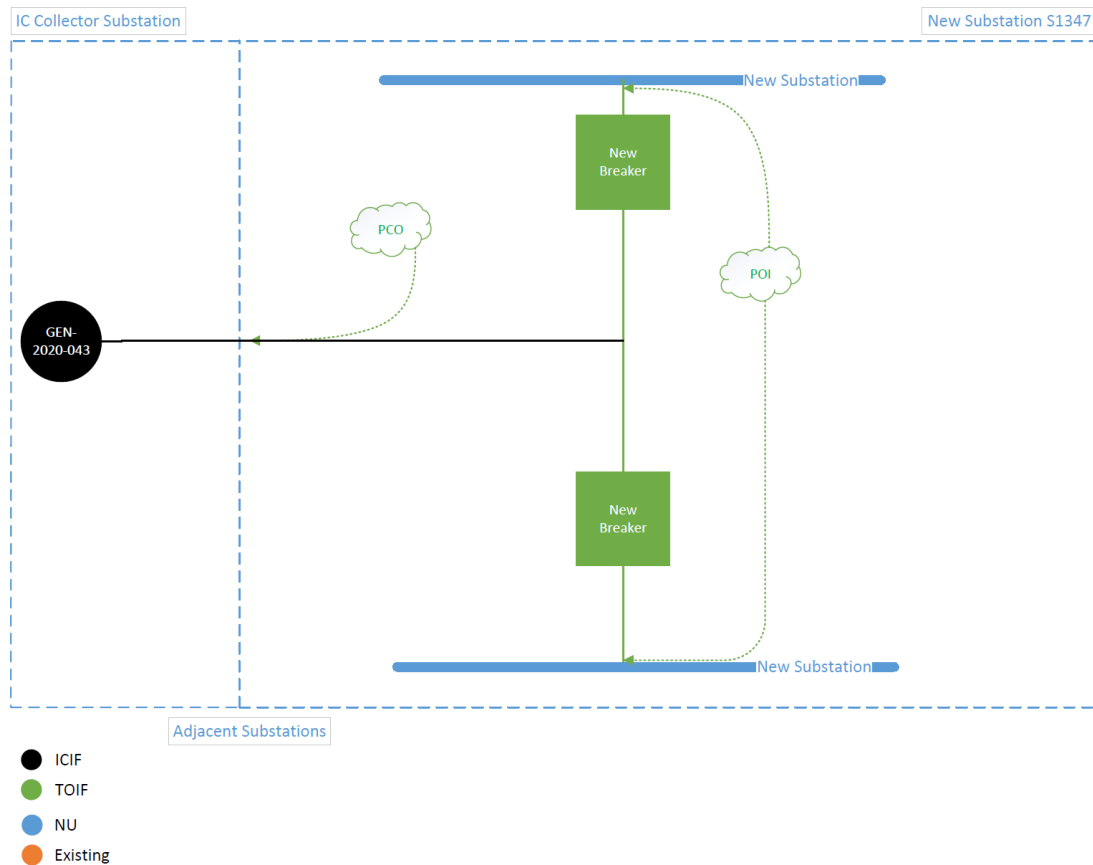 IC Collector Substation
New Substation S1347
New Substation
New
Breaker
PCO
POI
GEN-
2020-043
New
Breaker
New Substation
Adjacent Substations
ICIF
TOIF
NU
Existing